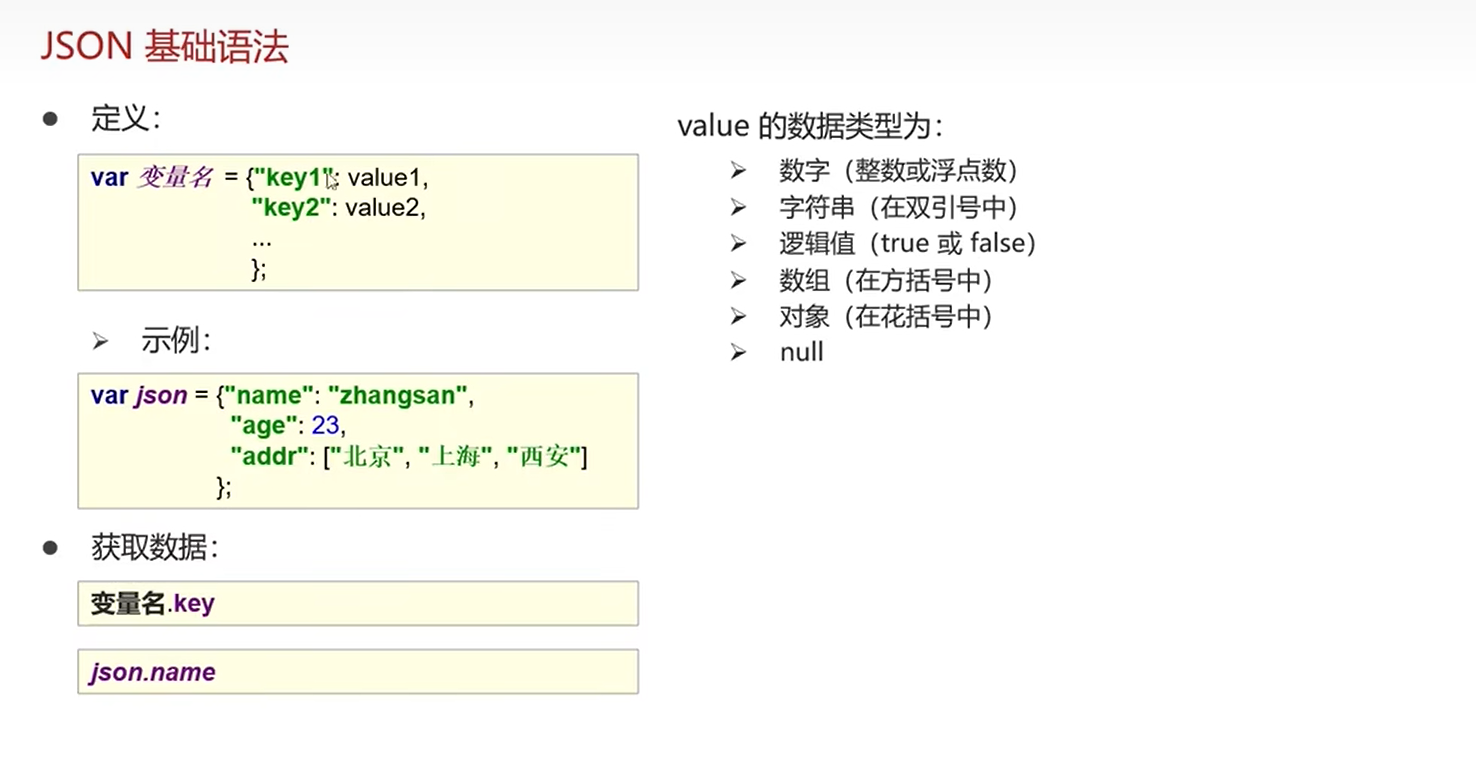 JSON 基础语法
定义：
var 变量名 = {"key1": value1,
"key2": value2,
...
};
示例：
var json = {"name": "zhangsan",
"age": 23,
"addr": ["北京", "上海", "西安"]
};
获取数据：
变量名.key
json.name
value 的数据类型为：
数字（整数或浮点数）
字符串（在双引号中）
逻辑值（true 或 false）
数组（在方括号中）
对象（在花括号中）
null